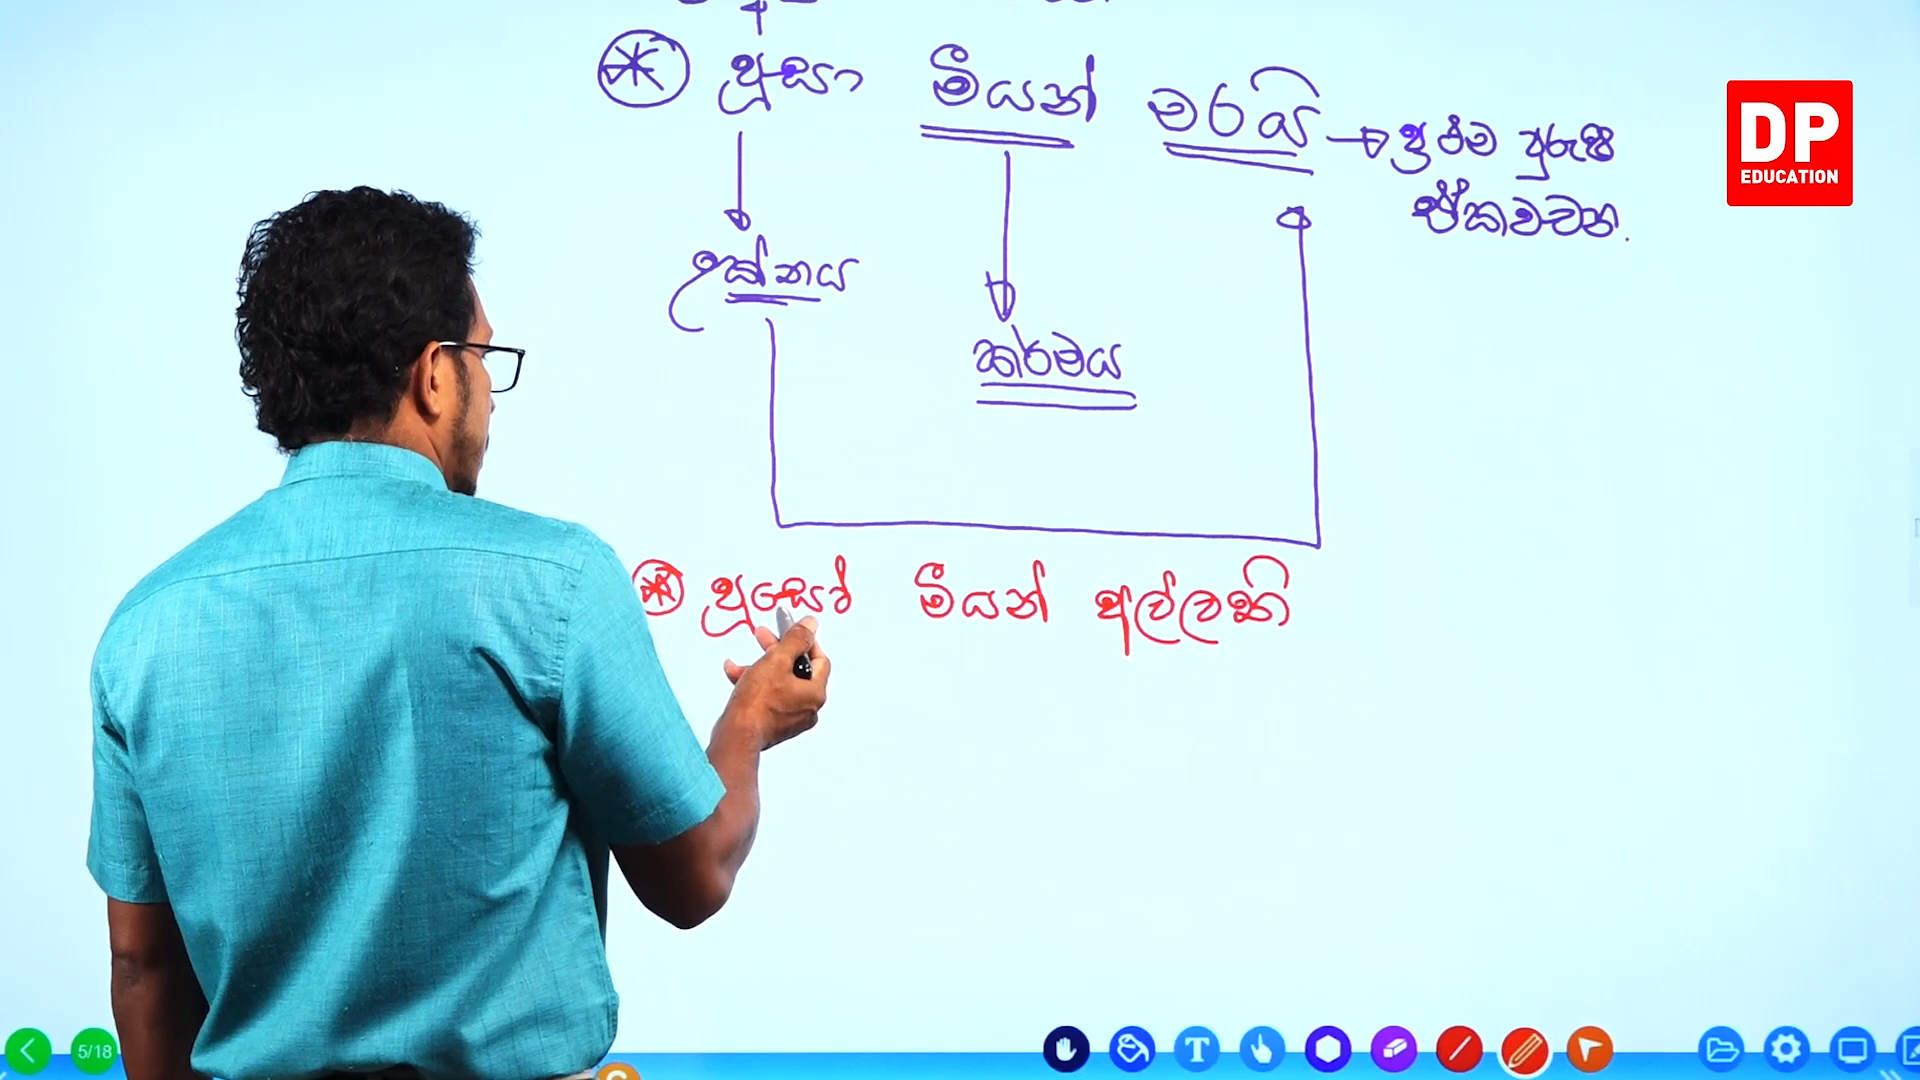 පූසා මීයන් මරයි → ප්‍රථම පුරුෂ
ඒකවචන.
උක්තය
කර්මය
පූසෝ මීයන් අල්ලති
DP
EDUCATION
5/18
T